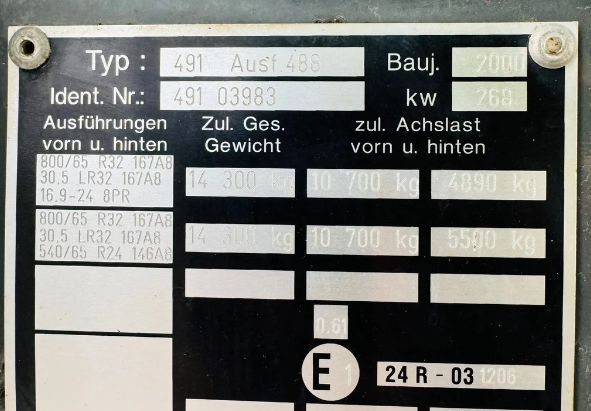 Typ : 491 Ausf.488 Bauj. 2000
Ident. Nr.: 491 03983 kw 268
Ausführungen Zul. Ges. zul. Achslast
vorn u. hinten Gewicht vorn u. hinten
800/65 R32 167A8
30,5 LR32 167A8 14 300 kg 10 700 kg 4890 kg
16,9-24 8PR
800/65 R32 167A8
30,5 LR32 167A8 14 300 kg 10 700 kg 5500 kg
540/65 R24 146A8
0.61
E 1 24 R - 03 1206